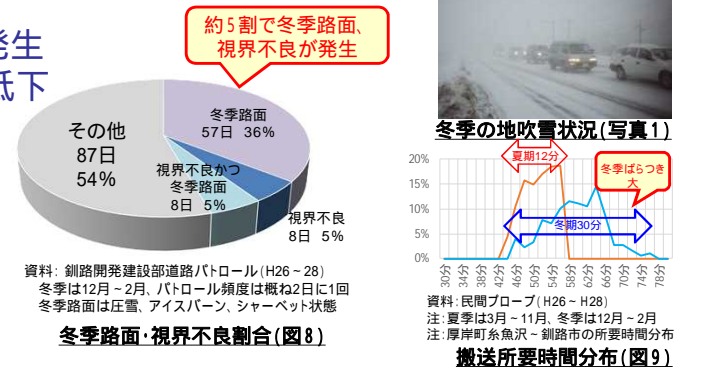 発生
低下
約5割で冬季路面、
視界不良が発生
冬季路面
57日 36%
その他
87日
54%
視界不良かつ
冬季路面
8日 5%
視界不良
8日 5%
資料: 釧路開発建設部道路パトロール(H26~28)
冬季は12月~2月、パトロール頻度は概ね2日に1回
冬季路面は圧雪、アイスバーン、シャーベット状態
冬季路面・視界不良割合(図8)
冬季の地吹雪状況(写真1)
夏期12分
冬季ばらつき
大
冬期30分
20%
15%
10%
5%
0%
30分 34分 38分 42分 46分 50分 54分 58分 62分 66分 70分 74分 78分
資料:民間プローブ(H26~H28)
注:夏季は3月~11月、冬季は12月~2月
注:厚岸町糸魚沢~釧路市の所要時間分布
搬送所要時間分布(図9)